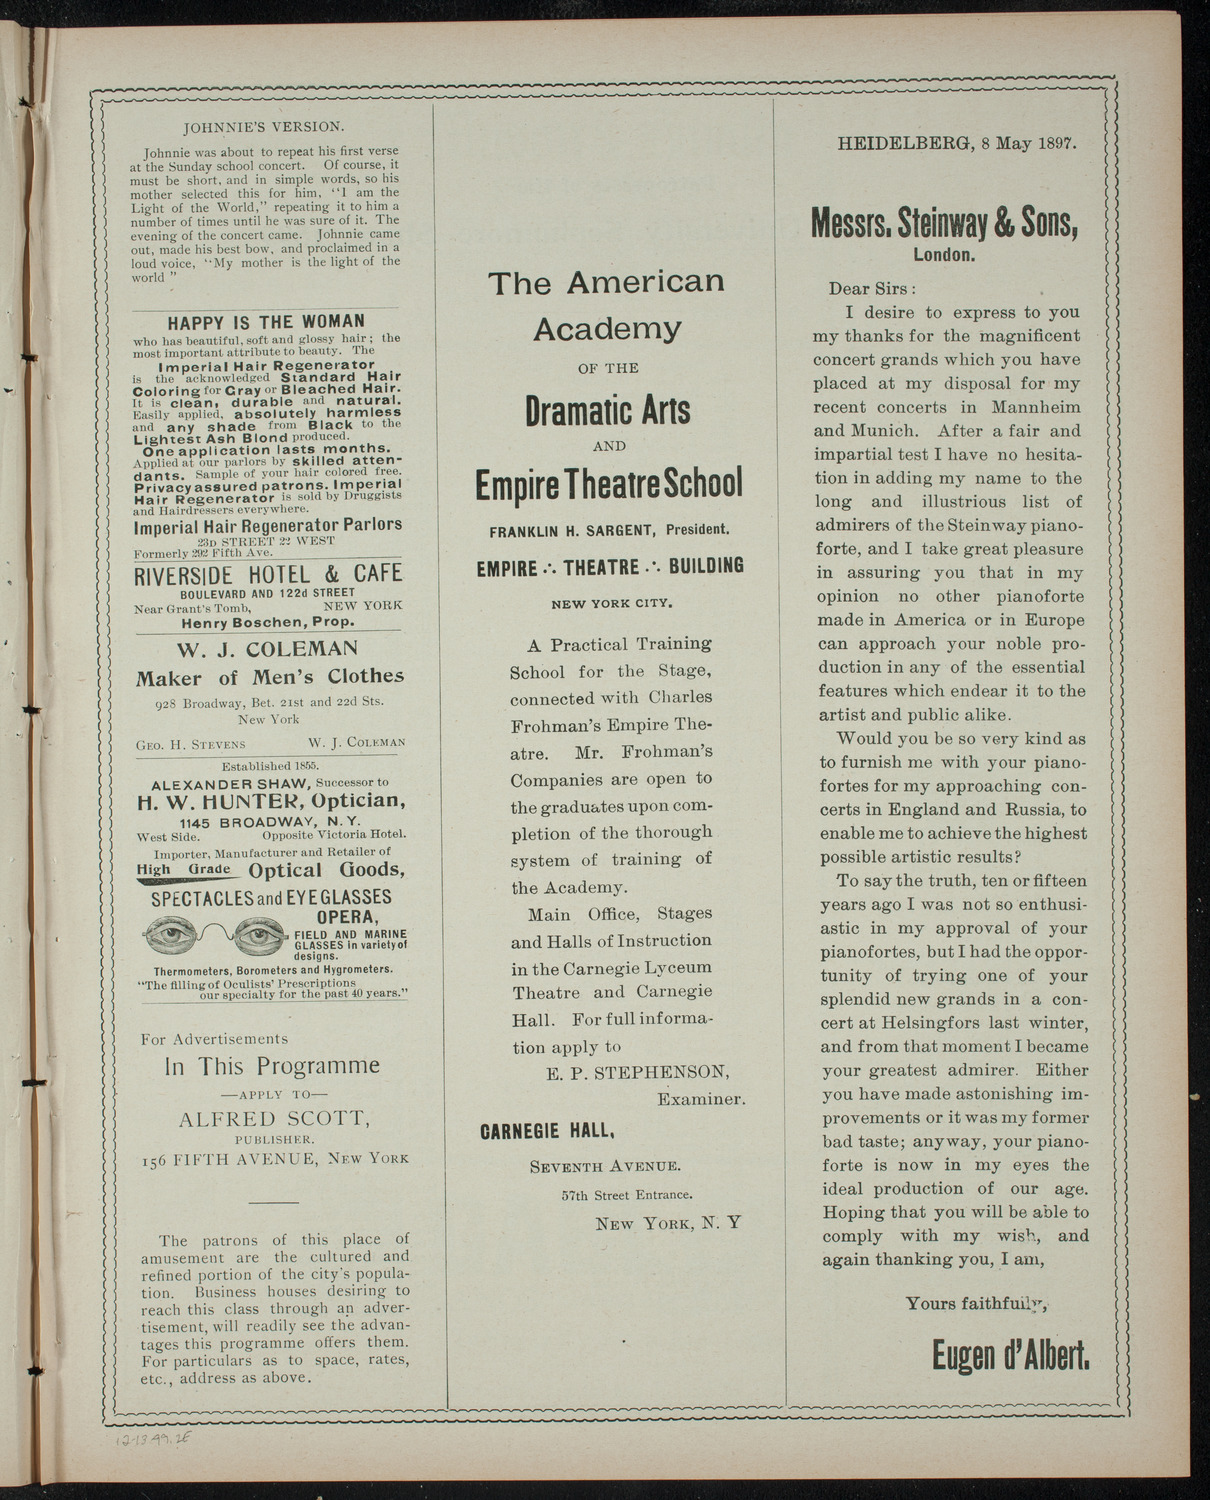 JOHNNIE'S VERSION.
Johnnie was about to repeat his first verse
at the Sunday school concert. Of course, it
must be short, and in simple words, so his
mother selected this for him, "I am the
Light of the World," repeating it to him a
number of times until he was sure of it. The
evening of the concert came. Johnnie came
out, made his best bow, and proclaimed in a
loud voice, "My mother is the light of the
world "
HAPPY IS THE WOMAN
who has beautiful, soft and glossy hair; the
most important attribute to beauty. The
Imperial Hair Regenerator
is the acknowledged Standard Hair
Coloring for Gray or Bleached Hair.
It is clean, durable and natural.
Easily applied, absolutely harmless
and any shade from Black to the
Lightest Ash Blond produced.
One application lasts months.
Applied at our parlors by skilled atten-
dants. Sample of your hair colored free.
Privacy assured patrons. Imperial
Hair Regenerator is sold by Druggists
and Hairdressers everywhere.
Imperial Hair Regenerator Parlors
23D STREET 22 WEST
Formerly 292 Fifth Ave.
RIVERSIDE HOTEL & CAFE
BOULEVARD AND 122d STREET
Near Grant's Tomb, NEW YORK
Henry Boschen, Prop.
W. J. COLEMAN
Maker of Men's Clothes
928 Broadway, Bet. 21st and 22d Sts.
New York
GEO. H. STEVENS W. J. COLEMAN
Established 1855.
ALEXANDER SHAW, Successor to
H. W. HUNTER, Optician,
1145 BROADWAY, N. Y.
West Side. Opposite Victoria Hotel.
Importer, Manufacturer and Retailer of
High Grade Optical Goods,
SPECTACLES and EYEGLASSES
OPERA,
FIELD AND MARINE
GLASSES in variety of
designs.
Thermometers, Borometers and Hygrometers.
"The filling of Oculists' Prescriptions
our specialty for the past 40 years."
For Advertisements
In This Programme
—APPLY TO—
ALFRED SCOTT,
PUBLISHER.
156 FIFTH AVENUE, NEW YORK
The patrons of this place of
amusement are the cultured and
refined portion of the city's popula-
tion. Business houses desiring to
reach this class through an adver-
tisement, will readily see the advan-
tages this programme offers them.
For particulars as to space, rates,
etc., address as above.
12-13-99.2E
The American
Academy
OF THE
Dramatic Arts
AND
Empire Theatre School
FRANKLIN H. SARGENT, President.
EMPIRE ∴ THEATRE ∴ BUILDING
NEW YORK CITY.
A Practical Training
School for the Stage,
connected with Charles
Frohman's Empire The-
atre. Mr. Frohman's
Companies are open to
the graduates upon com-
pletion of the thorough
system of training of
the Academy.
Main Office, Stages
and Halls of Instruction
in the Carnegie Lyceum
Theatre and Carnegie
Hall. For full informa-
tion apply to
E. P. STEPHENSON,
Examiner.
CARNEGIE HALL,
SEVENTH AVENUE.
57th Street Entrance.
NEW YORK, N. Y
HEIDELBERG, 8 May 1897.
Messrs. Steinway & Sons,
London.
Dear Sirs :
I desire to express to you
my thanks for the magnificent
concert grands which you have
placed at my disposal for my
recent concerts in Mannheim
and Munich. After a fair and
impartial test I have no hesita-
tion in adding my name to the
long and illustrious list of
admirers of the Steinway piano-
forte, and I take great pleasure
in assuring you that in my
opinion no other pianoforte
made in America or in Europe
can approach your noble pro-
duction in any of the essential
features which endear it to the
artist and public alike.
Would you be so very kind as
to furnish me with your piano-
fortes for my approaching con-
certs in England and Russia, to
enable me to achieve the highest
possible artistic results?
To say the truth, ten or fifteen
years ago I was not so enthusi-
astic in my approval of your
pianofortes, but I had the oppor-
tunity of trying one of your
splendid new grands in a con-
cert at Helsingfors last winter,
and from that moment I became
your greatest admirer. Either
you have made astonishing im-
provements or it was my former
bad taste; anyway, your piano-
forte is now in my eyes the
ideal production of our age.
Hoping that you will be able to
comply with my wish, and
again thanking you, I am,
Yours faithfully,
Eugen d'Albert.